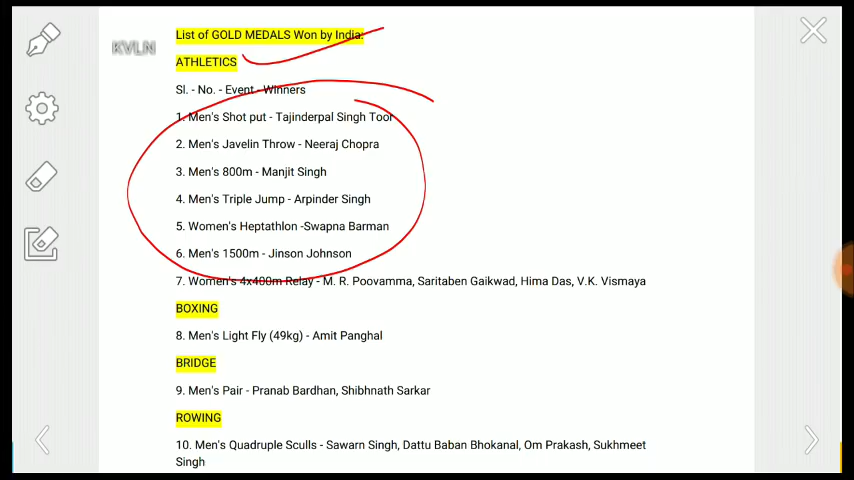 List of GOLD MEDALS Won by India:
KVLN
ATHLETICS
Sl. - No. - Event - Winners
1. Men's Shot put - Tajinderpal Singh Toor
2. Men's Javelin Throw - Neeraj Chopra
3. Men's 800m - Manjit Singh
4. Men's Triple Jump - Arpinder Singh
5. Women's Heptathlon -Swapna Barman
6. Men's 1500m - Jinson Johnson
7. Women's 4x400m Relay - M. R. Poovamma, Saritaben Gaikwad, Hima Das, V.K. Vismaya
BOXING
8. Men's Light Fly (49kg) - Amit Panghal
BRIDGE
9. Men's Pair - Pranab Bardhan, Shibhnath Sarkar
ROWING
10. Men's Quadruple Sculls - Sawarn Singh, Dattu Baban Bhokanal, Om Prakash, Sukhmeet
Singh